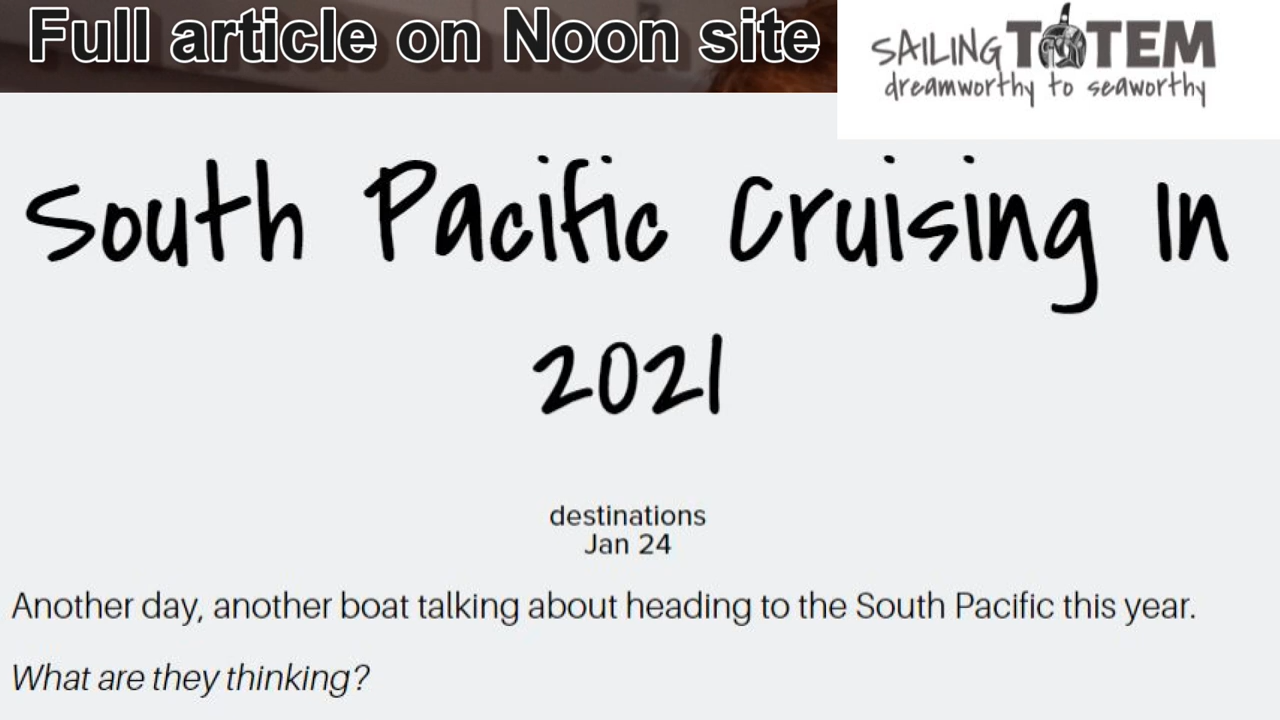 Full article on Noon site
SAILING TOTEM
dreamworthy to seaworthy
South Pacific Cruising In
2021
destinations
Jan 24
Another day, another boat talking about heading to the South Pacific this year.
What are they thinking?